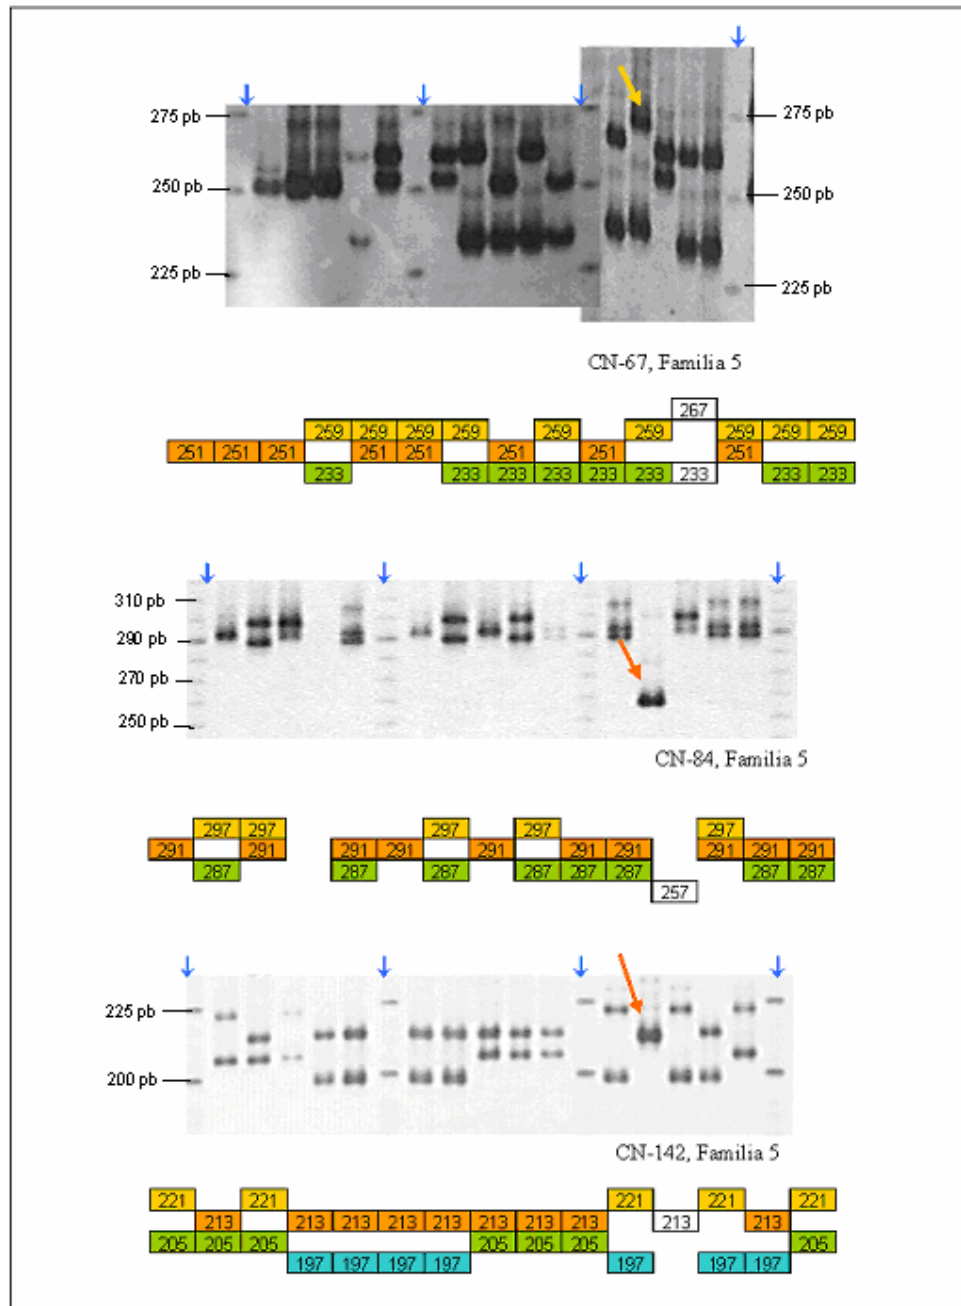 275 pb
275 pb
250 pb
250 pb
225 pb
225 pb
CN-67, Familia 5
267
259 259 259 259 259 259 259 259 259
251 251 251 251 251 251 251 251
233 233 233 233 233 233 233 233 233
310 pb
290 pb
270 pb
250 pb
CN-84, Familia 5
297 297 297 297 297
291 291 291 291 291 291 291 291 291 291
287 287 287 287 287 287 287 287
257
225 pb
200 pb
CN-142, Familia 5
221 221 221 221 221
213 213 213 213 213 213 213 213 213 213
205 205 205 205 205 205 205
197 197 197 197 197 197 197